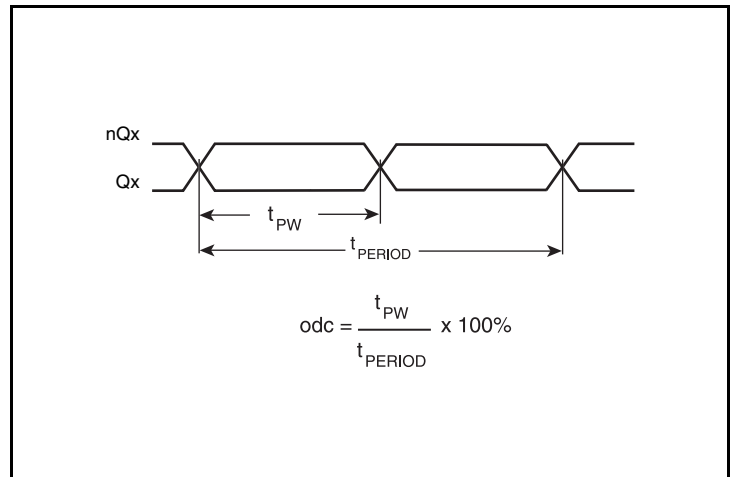 nQx
Qx
tPW
tPERIOD
odc = tPW / tPERIOD x 100%